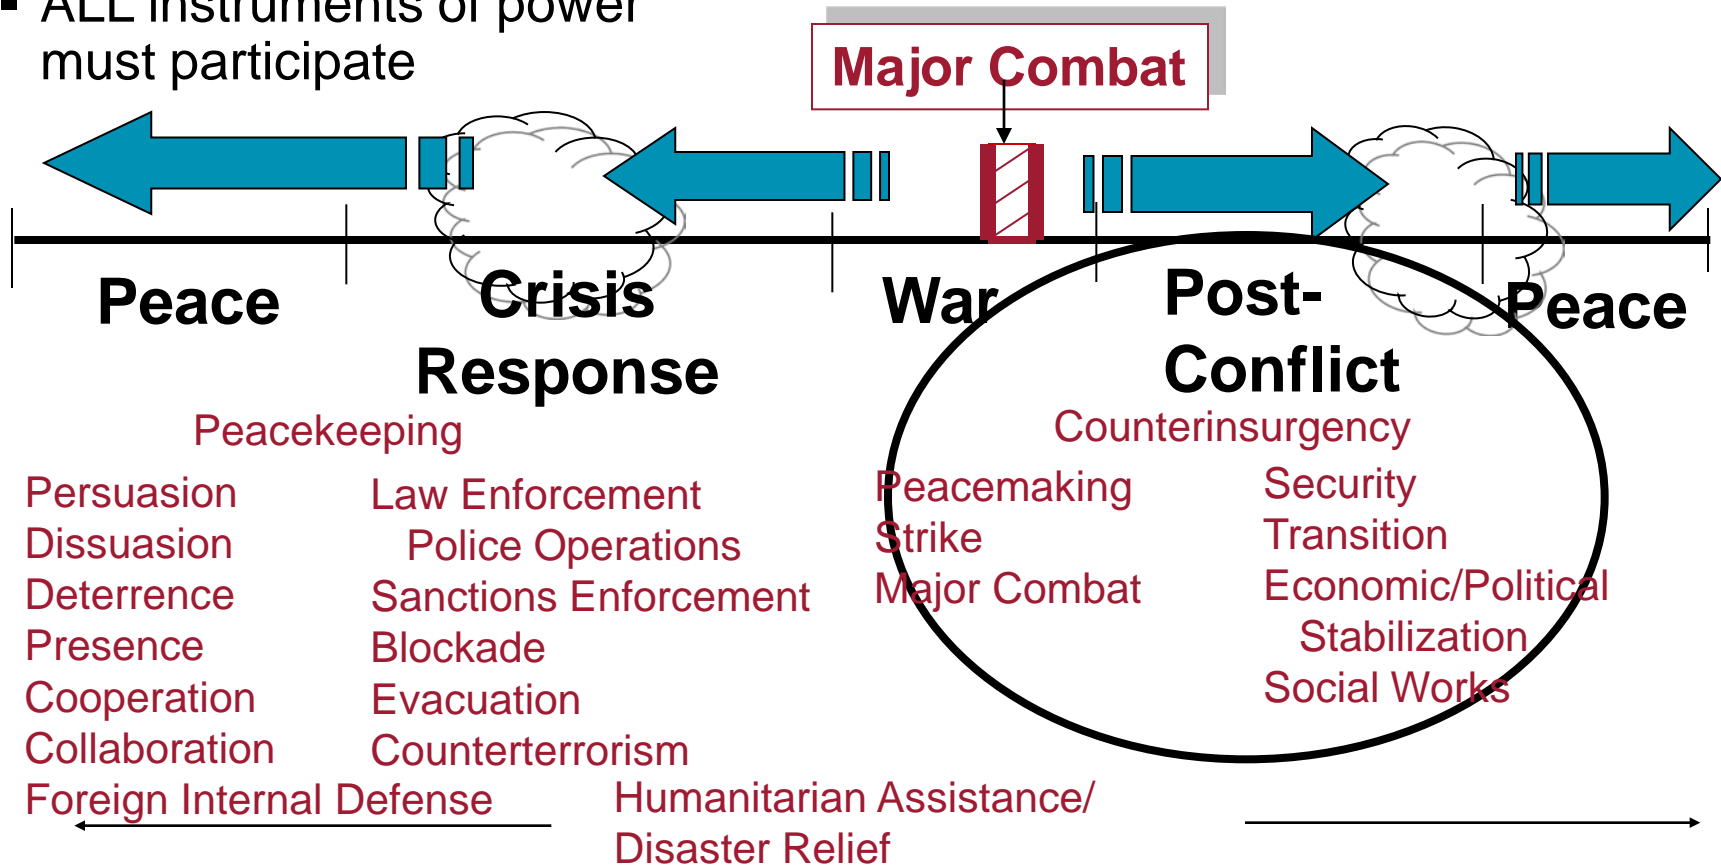 ▪ ALL instruments of power
must participate
Major Combat
Peace
Crisis
Response
War
Post-
Conflict
Peace
Peacekeeping
Persuasion
Dissuasion
Deterrence
Presence
Cooperation
Collaboration
Foreign Internal Defense
Law Enforcement
Police Operations
Sanctions Enforcement
Blockade
Evacuation
Counterterrorism
Humanitarian Assistance/
Disaster Relief
Counterinsurgency
Peacemaking
Strike
Major Combat
Security
Transition
Economic/Political
Stabilization
Social Works